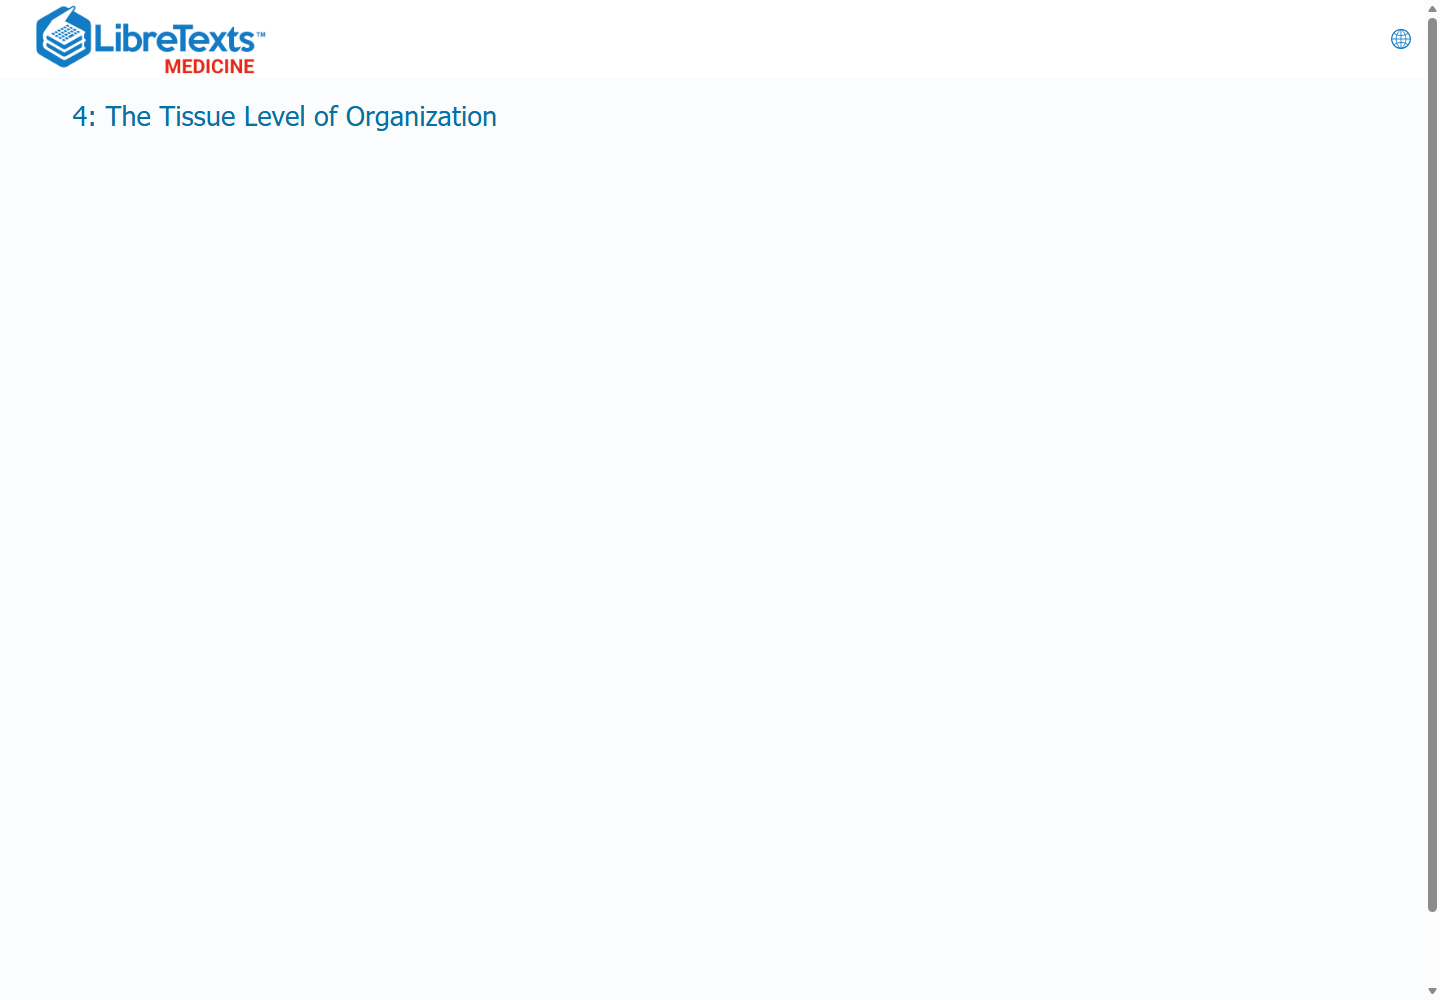 LibreTexts™
MEDICINE
4: The Tissue Level of Organization